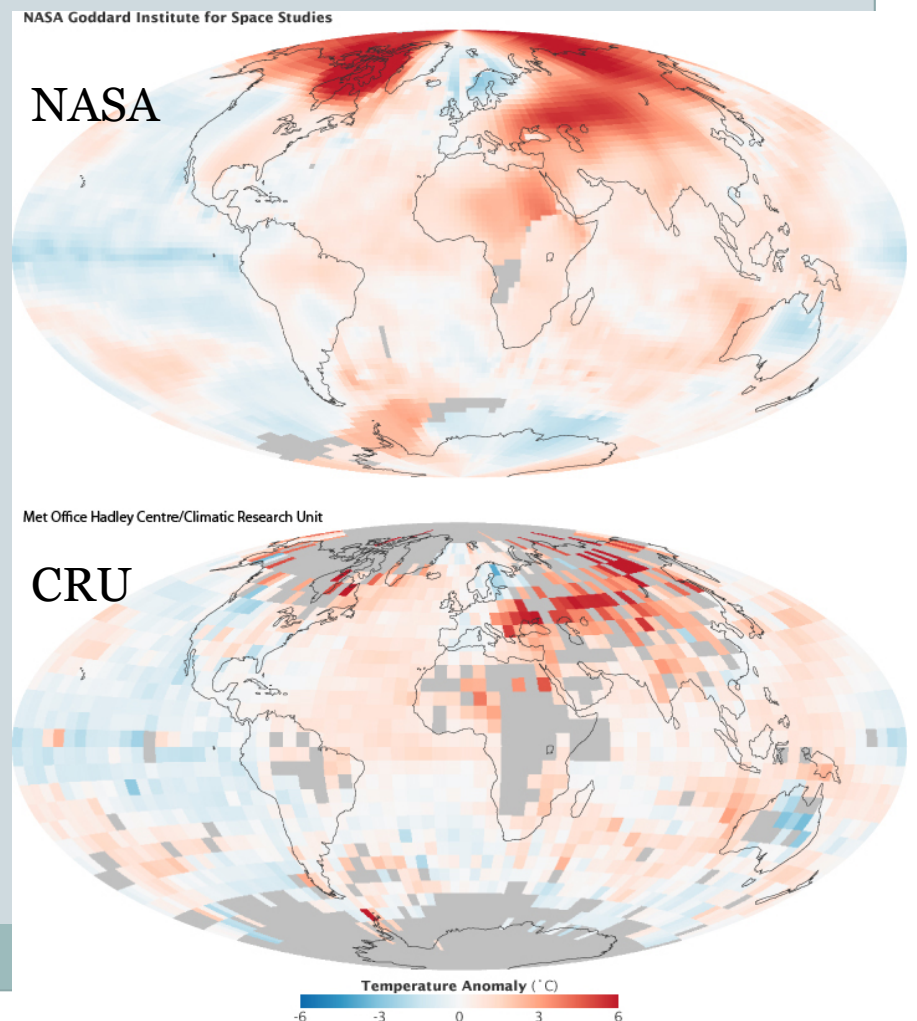 NASA Goddard Institute for Space Studies
NASA
Met Office Hadley Centre/Climatic Research Unit
CRU
Temperature Anomaly (˚C)
-6 -3 0 3 6